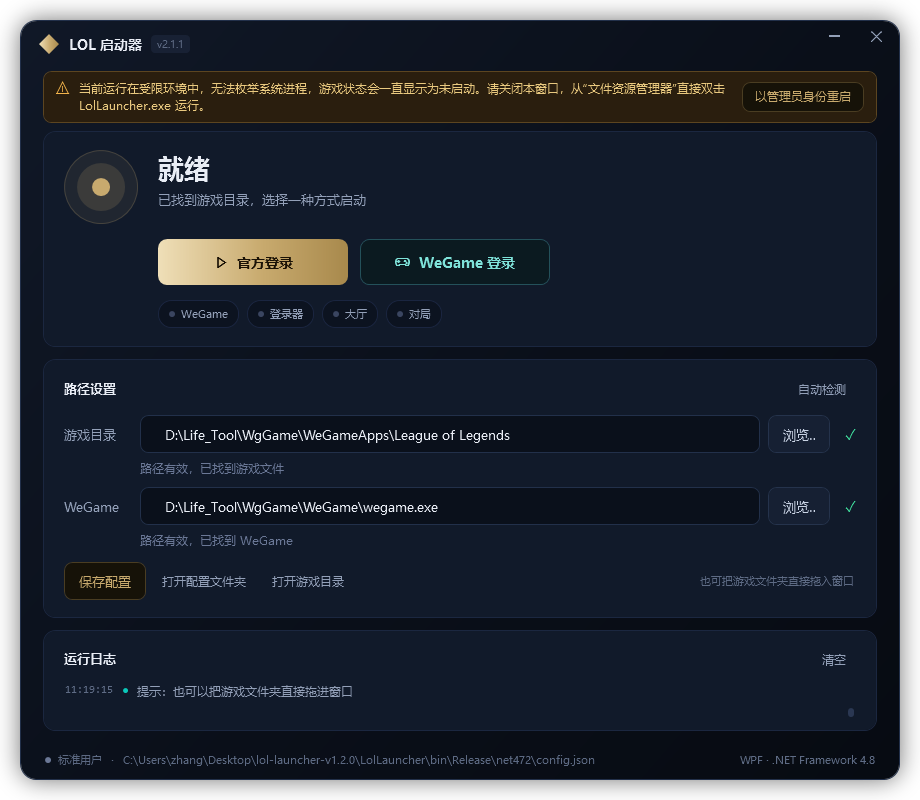 LOL 启动器 v2.1.1
当前运行在受限环境中，无法枚举系统进程，游戏状态会一直显示为未启动。请关闭本窗口，从“文件资源管理器”直接双击
LolLauncher.exe 运行。
以管理员身份重启
就绪
已找到游戏目录，选择一种方式启动
官方登录 WeGame 登录
WeGame 登录器 大厅 对局
路径设置 自动检测
游戏目录 D:\Life_Tool\WgGame\WeGameApps\League of Legends 浏览..
路径有效，已找到游戏文件
WeGame D:\Life_Tool\WgGame\WeGame\wegame.exe 浏览..
路径有效，已找到 WeGame
保存配置 打开配置文件夹 打开游戏目录 也可把游戏文件夹直接拖入窗口
运行日志 清空
11:19:15 提示：也可以把游戏文件夹直接拖进窗口
标准用户 · C:\Users\zhang\Desktop\lol-launcher-v1.2.0\LolLauncher\bin\Release\net472\config.json WPF · .NET Framework 4.8